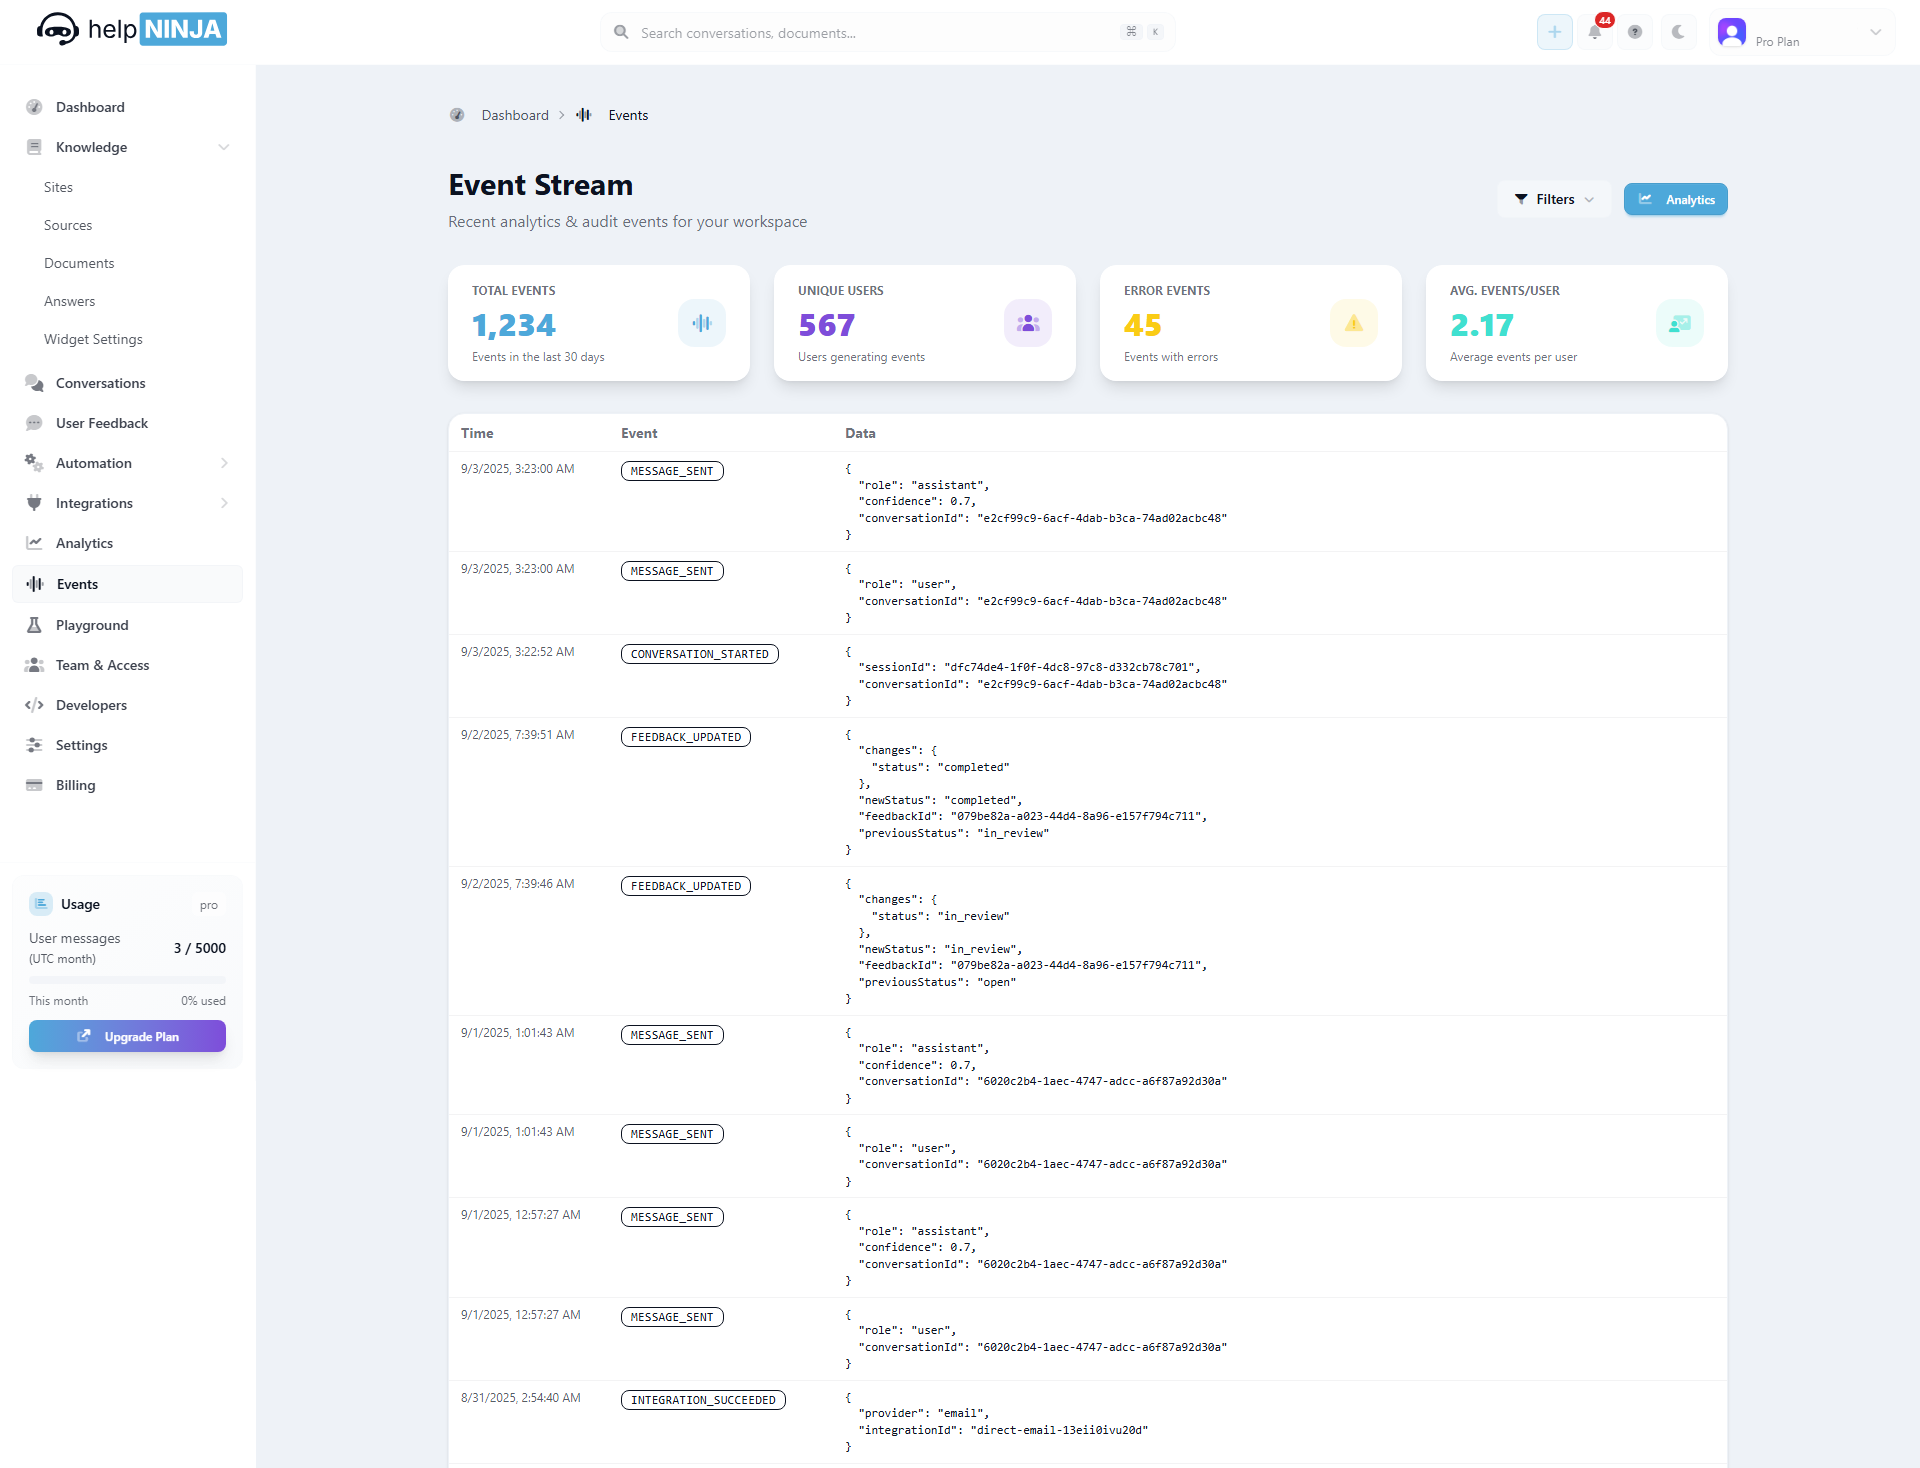 help NINJA
Search conversations, documents...
⌘ K
44
?
Pro Plan
Dashboard
Knowledge
Sites
Sources
Documents
Answers
Widget Settings
Conversations
User Feedback
Automation
Integrations
Analytics
Events
Playground
Team & Access
Developers
Settings
Billing
Usage
pro
User messages
(UTC month)
3 / 5000
This month
0% used
Upgrade Plan
Dashboard
Events
Event Stream
Recent analytics & audit events for your workspace
Filters
Analytics
TOTAL EVENTS
1,234
Events in the last 30 days
UNIQUE USERS
567
Users generating events
ERROR EVENTS
45
Events with errors
AVG. EVENTS/USER
2.17
Average events per user
Time Event Data
9/3/2025, 3:23:00 AM MESSAGE_SENT {
"role": "assistant",
"confidence": 0.7,
"conversationId": "e2cf99c9-6acf-4dab-b3ca-74ad02acbc48"
}
9/3/2025, 3:23:00 AM MESSAGE_SENT {
"role": "user",
"conversationId": "e2cf99c9-6acf-4dab-b3ca-74ad02acbc48"
}
9/3/2025, 3:22:52 AM CONVERSATION_STARTED {
"sessionId": "dfc74de4-1f0f-4dc8-97c8-d332cb78c701",
"conversationId": "e2cf99c9-6acf-4dab-b3ca-74ad02acbc48"
}
9/2/2025, 7:39:51 AM FEEDBACK_UPDATED {
"changes": {
"status": "completed"
},
"newStatus": "completed",
"feedbackId": "079be82a-a023-44d4-8a96-e157f794c711",
"previousStatus": "in_review"
}
9/2/2025, 7:39:46 AM FEEDBACK_UPDATED {
"changes": {
"status": "in_review"
},
"newStatus": "in_review",
"feedbackId": "079be82a-a023-44d4-8a96-e157f794c711",
"previousStatus": "open"
}
9/1/2025, 1:01:43 AM MESSAGE_SENT {
"role": "assistant",
"confidence": 0.7,
"conversationId": "6020c2b4-1aec-4747-adcc-a6f87a92d30a"
}
9/1/2025, 1:01:43 AM MESSAGE_SENT {
"role": "user",
"conversationId": "6020c2b4-1aec-4747-adcc-a6f87a92d30a"
}
9/1/2025, 12:57:27 AM MESSAGE_SENT {
"role": "assistant",
"confidence": 0.7,
"conversationId": "6020c2b4-1aec-4747-adcc-a6f87a92d30a"
}
9/1/2025, 12:57:27 AM MESSAGE_SENT {
"role": "user",
"conversationId": "6020c2b4-1aec-4747-adcc-a6f87a92d30a"
}
8/31/2025, 2:54:40 AM INTEGRATION_SUCCEEDED {
"provider": "email",
"integrationId": "direct-email-13eii0ivu20d"
}